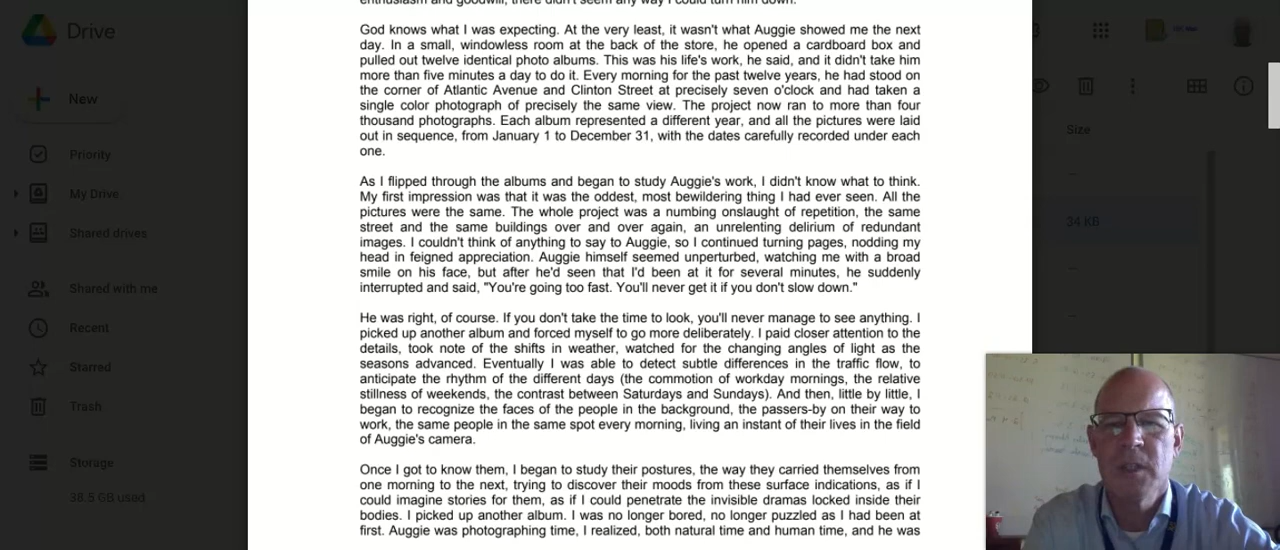 enthusiasm and goodwill, there didn't seem any way I could turn him down.
Drive
God knows what I was expecting. At the very least, it wasn't what Auggie showed me the next
day. In a small, windowless room at the back of the store, he opened a cardboard box and
pulled out twelve identical photo albums. This was his life's work, he said, and it didn't take him
more than five minutes a day to do it. Every morning for the past twelve years, he had stood on
the corner of Atlantic Avenue and Clinton Street at precisely seven o'clock and had taken a
single color photograph of precisely the same view. The project now ran to more than four
thousand photographs. Each album represented a different year, and all the pictures were laid
out in sequence, from January 1 to December 31, with the dates carefully recorded under each
one.
As I flipped through the albums and began to study Auggie's work, I didn't know what to think.
My first impression was that it was the oddest, most bewildering thing I had ever seen. All the
pictures were the same. The whole project was a numbing onslaught of repetition, the same
street and the same buildings over and over again, an unrelenting delirium of redundant
images. I couldn't think of anything to say to Auggie, so I continued turning pages, nodding my
head in feigned appreciation. Auggie himself seemed unperturbed, watching me with a broad
smile on his face, but after he'd seen that I'd been at it for several minutes, he suddenly
interrupted and said, "You're going too fast. You'll never get it if you don't slow down."
He was right, of course. If you don't take the time to look, you'll never manage to see anything. I
picked up another album and forced myself to go more deliberately. I paid closer attention to the
details, took note of the shifts in weather, watched for the changing angles of light as the
seasons advanced. Eventually I was able to detect subtle differences in the traffic flow, to
anticipate the rhythm of the different days (the commotion of workday mornings, the relative
stillness of weekends, the contrast between Saturdays and Sundays). And then, little by little, I
began to recognize the faces of the people in the background, the passers-by on their way to
work, the same people in the same spot every morning, living an instant of their lives in the field
of Auggie's camera.
Once I got to know them, I began to study their postures, the way they carried themselves from
one morning to the next, trying to discover their moods from these surface indications, as if I
could imagine stories for them, as if I could penetrate the invisible dramas locked inside their
bodies. I picked up another album. I was no longer bored, no longer puzzled as I had been at
first. Auggie was photographing time, I realized, both natural time and human time, and he was
New
Priority
My Drive
Shared drives
Shared with me
Recent
Starred
Trash
Storage
38.5 GB used
Size
34 KB